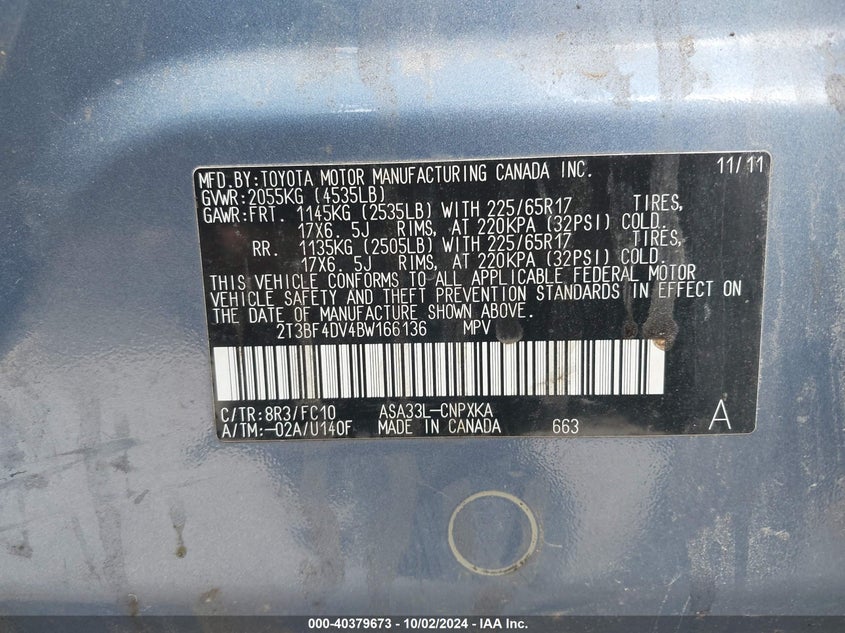 MFD.BY:TOYOTA MOTOR MANUFACTURING CANADA INC. 11/11
GVWR:2055KG (4535LB)
GAWR:FRT. 1145KG (2535LB) WITH 225/65R17 TIRES,
17X6. 5J RIMS, AT 220KPA (32PSI) COLD.
RR. 1135KG (2505LB) WITH 225/65R17 TIRES,
17X6. 5J RIMS, AT 220KPA (32PSI) COLD.
THIS VEHICLE CONFORMS TO ALL APPLICABLE FEDERAL MOTOR
VEHICLE SAFETY AND THEFT PREVENTION STANDARDS IN EFFECT ON
THE DATE OF MANUFACTURE SHOWN ABOVE.
2T3BF4DV4BW166136 MPV
C/TR:8R3/FC10 ASA33L-CNPXKA
A/TM:-02A/U140F MADE IN CANADA 663 A
000-40379673 - 10/02/2024 - IAA Inc.